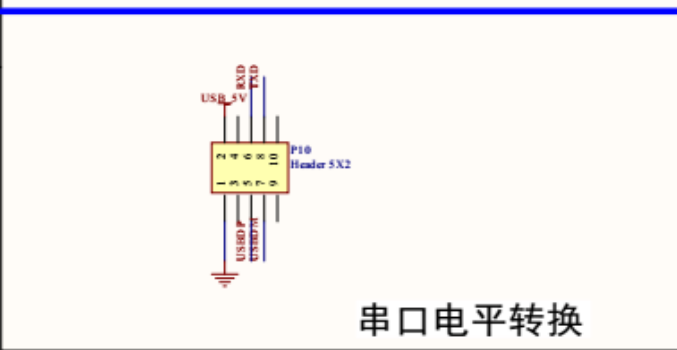 RXD
TXD
USB_5V
P10
Header 5X2
2 4 6 8 10
1 3 5 7 9
USBDP
USBDM
串口电平转换